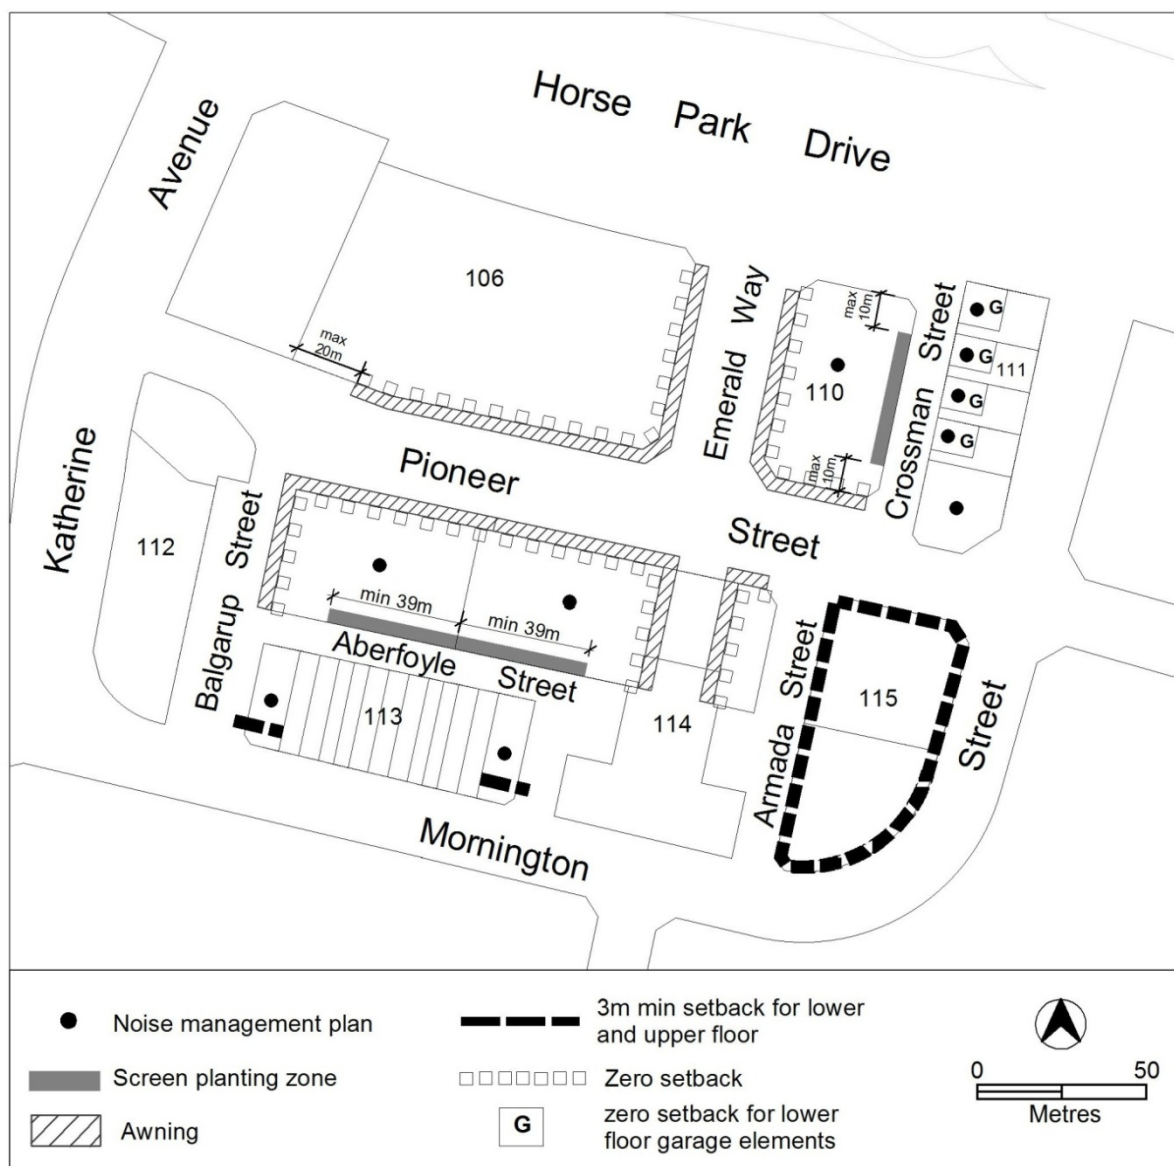 Horse Park Drive
Avenue
106
Emerald Way
max
10m
110
max
10m
Crossman Street
G
G
111
G
G
max
20m
Pioneer
Street
Katherine
112
Balgarup Street
min 39m
min 39m
Aberfoyle
Street
113
114
Armada Street
115
Street
Mornington
Noise management plan
Screen planting zone
Awning
3m min setback for lower
and upper floor
Zero setback
G
zero setback for lower
floor garage elements
0 50
Metres